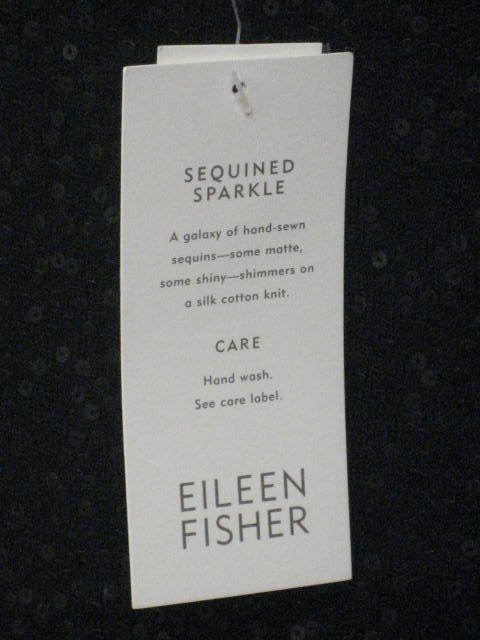 SEQUINED
SPARKLE
A galaxy of hand-sewn
sequins—some matte,
some shiny—shimmers on
a silk cotton knit.
CARE
Hand wash.
See care label.
EILEEN
FISHER